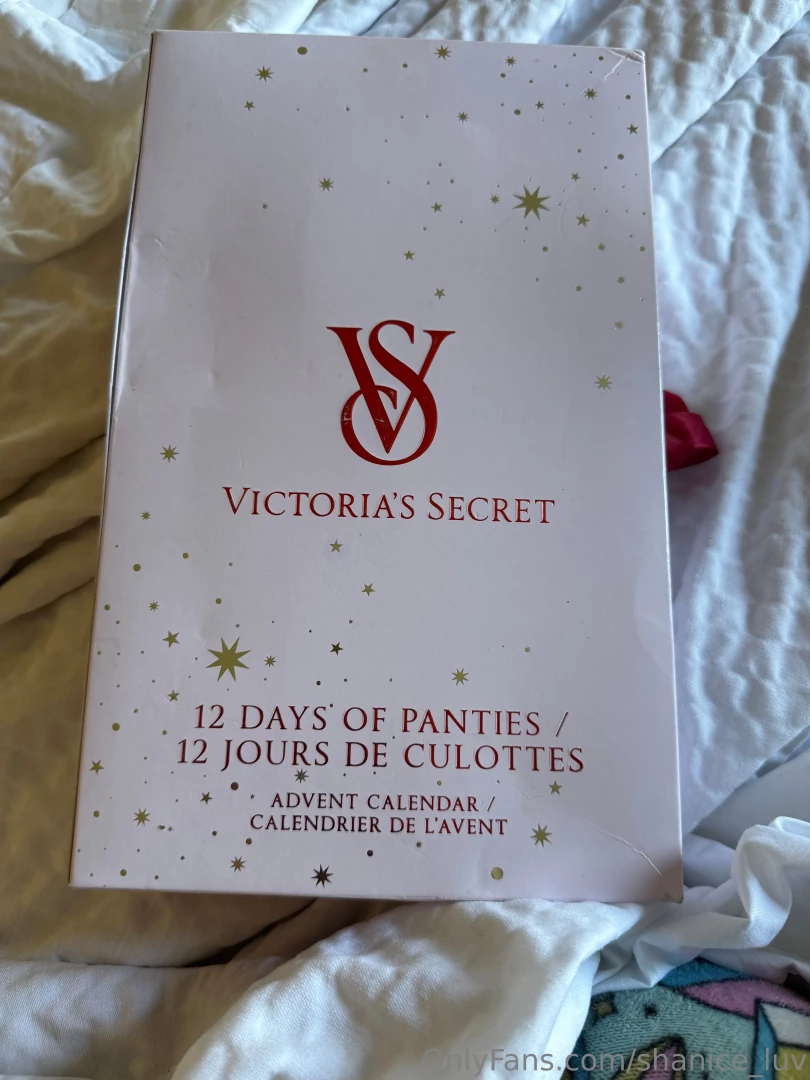 VS
VICTORIA'S SECRET
12 DAYS OF PANTIES /
12 JOURS DE CULOTTES
ADVENT CALENDAR /
CALENDRIER DE L'AVENT
OnlyFans.com/shanice_luv